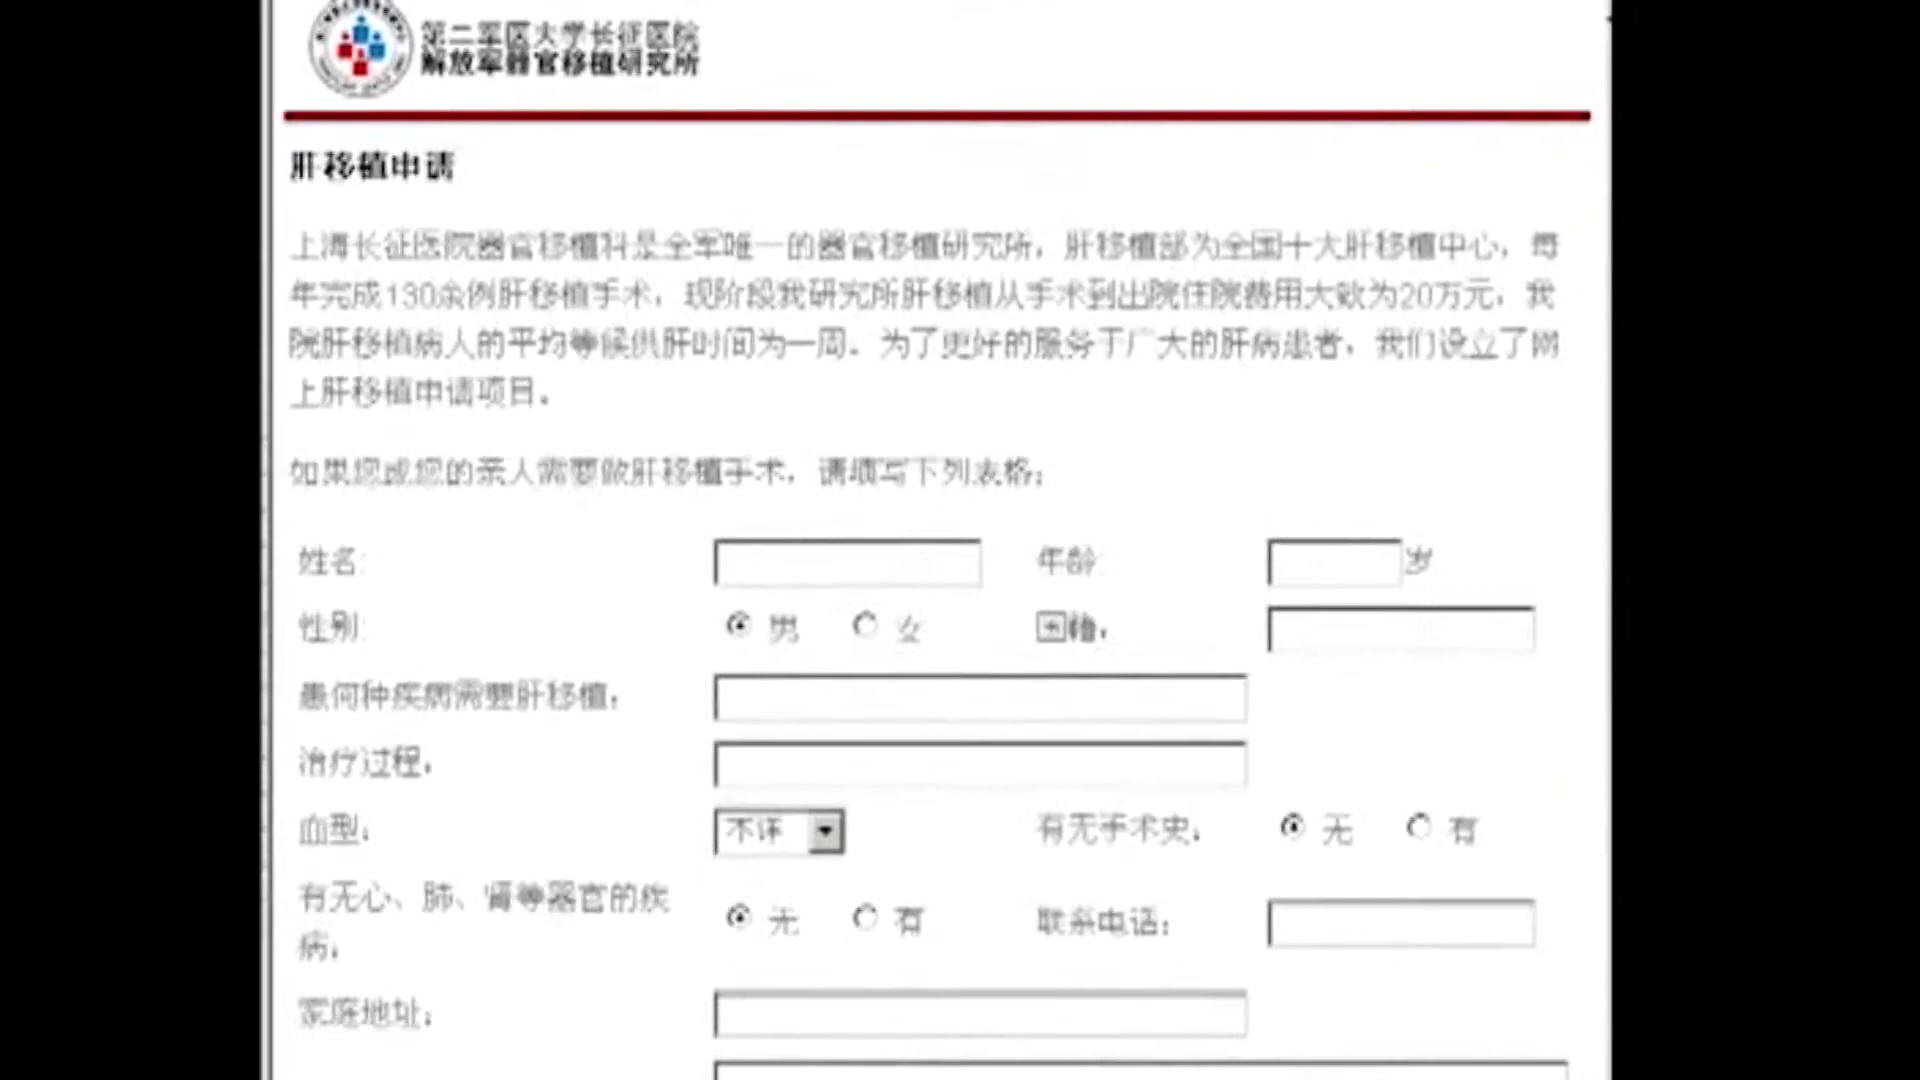 第二军医大学长征医院
解放军器官移植研究所
肝移植申请
上海长征医院器官移植科是全军唯一的器官移植研究所，肝移植部为全国十大肝移植中心，每
年完成130余例肝移植手术，现阶段我研究所肝移植从手术到出院住院费用大致为20万元，我
院肝移植病人的平均等候供肝时间为一周。为了更好的服务于广大的肝病患者，我们设立了网
上肝移植申请项目。
如果您或您的亲人需要做肝移植手术，请填写下列表格：
姓名: 年龄: 岁
性别: 男 女 籍：
患何种疾病需要肝移植：
治疗过程：
血型： 不详 有无手术史： 无 有
有无心、肺、肾等器官的疾 无 有 联系电话：
病：
家庭地址：